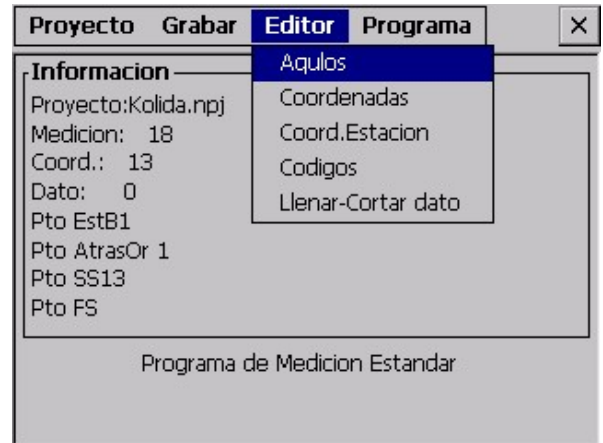 Proyecto Grabar Editor Programa
Aqulos
Coordenadas
Coord.Estacion
Codigos
Llenar-Cortar dato
Informacion
Proyecto:Kolida.npj
Medicion: 18
Coord.: 13
Dato: 0
Pto EstB1
Pto AtrasOr 1
Pto SS13
Pto FS
Programa de Medicion Estandar